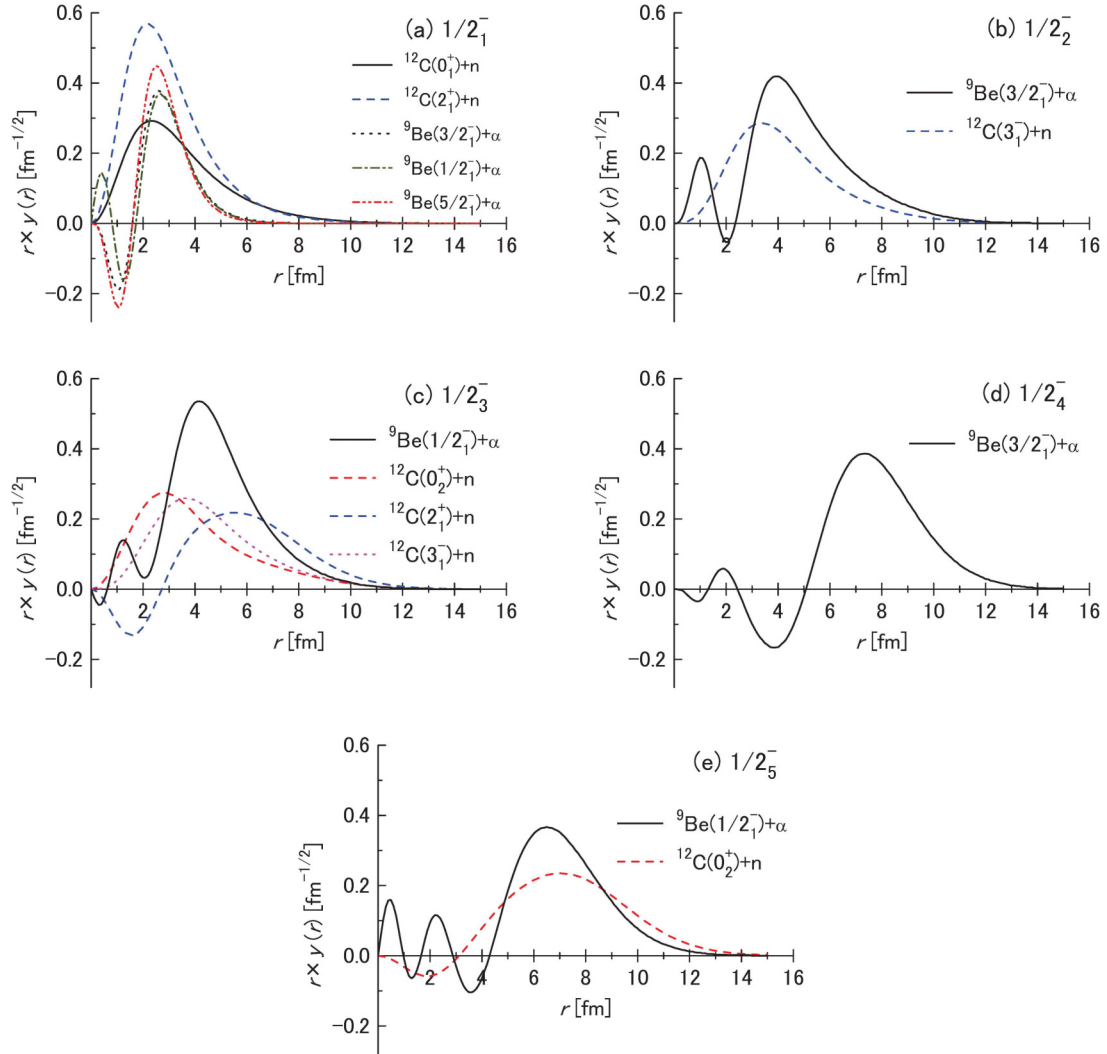 (a) 1/2₁⁻
¹²C(0₁⁺)+n
¹²C(2₁⁺)+n
⁹Be(3/2₁⁻)+α
⁹Be(1/2₁⁻)+α
⁹Be(5/2₁⁻)+α
0.6
0.4
0.2
0.0
−0.2
2 4 6 8 10 12 14 16
r × y(r) [fm⁻¹/²]
r [fm]
(b) 1/2₂⁻
⁹Be(3/2₁⁻)+α
¹²C(3₁⁻)+n
0.6
0.4
0.2
0.0
−0.2
2 4 6 8 10 12 14 16
r × y(r) [fm⁻¹/²]
r [fm]
(c) 1/2₃⁻
⁹Be(1/2₁⁻)+α
¹²C(0₂⁺)+n
¹²C(2₁⁺)+n
¹²C(3₁⁻)+n
0.6
0.4
0.2
0.0
−0.2
0 2 4 6 8 10 12 14 16
r × y(r) [fm⁻¹/²]
r [fm]
(d) 1/2₄⁻
⁹Be(3/2₁⁻)+α
0.6
0.4
0.2
0.0
−0.2
2 4 6 8 10 12 14 16
r × y(r) [fm⁻¹/²]
r [fm]
(e) 1/2₅⁻
⁹Be(1/2₁⁻)+α
¹²C(0₂⁺)+n
0.6
0.4
0.2
0.0
−0.2
0 2 4 6 8 10 12 14 16
r × y(r) [fm⁻¹/²]
r [fm]